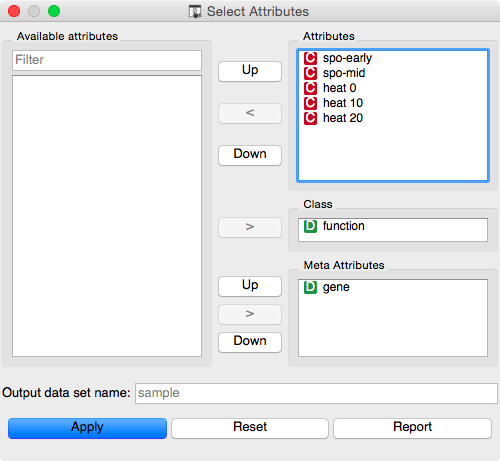 Select Attributes
Available attributes
Filter
Up
<
Down
>
Up
>
Down
Attributes
C spo-early
C spo-mid
C heat 0
C heat 10
C heat 20
Class
D function
Meta Attributes
D gene
Output data set name: sample
Apply
Reset
Report